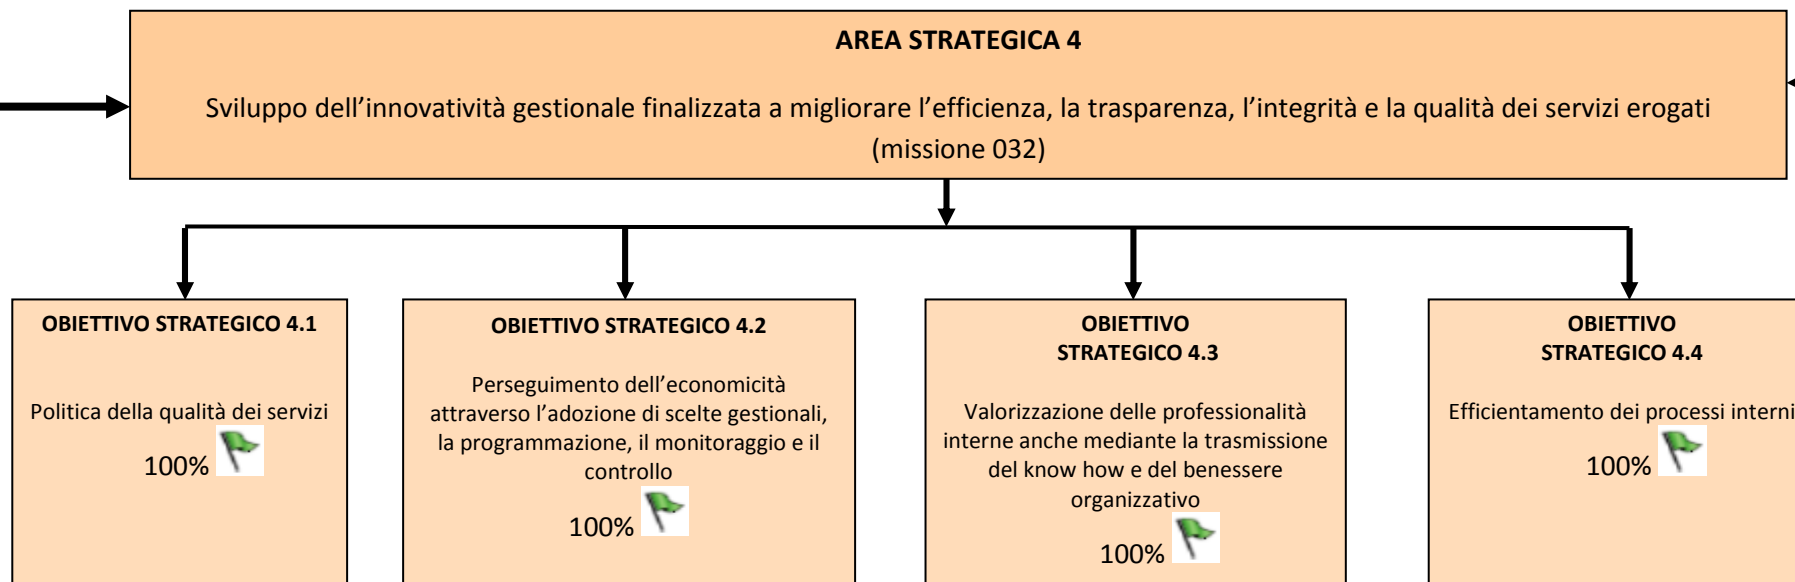 AREA STRATEGICA 4
Sviluppo dell’innovatività gestionale finalizzata a migliorare l’efficienza, la trasparenza, l’integrità e la qualità dei servizi erogati
(missione 032)
OBIETTIVO STRATEGICO 4.1
Politica della qualità dei servizi
100%
OBIETTIVO STRATEGICO 4.2
Perseguimento dell’economicità
attraverso l’adozione di scelte gestionali,
la programmazione, il monitoraggio e il
controllo
100%
OBIETTIVO
STRATEGICO 4.3
Valorizzazione delle professionalità
interne anche mediante la trasmissione
del know how e del benessere
organizzativo
100%
OBIETTIVO
STRATEGICO 4.4
Efficientamento dei processi interni
100%